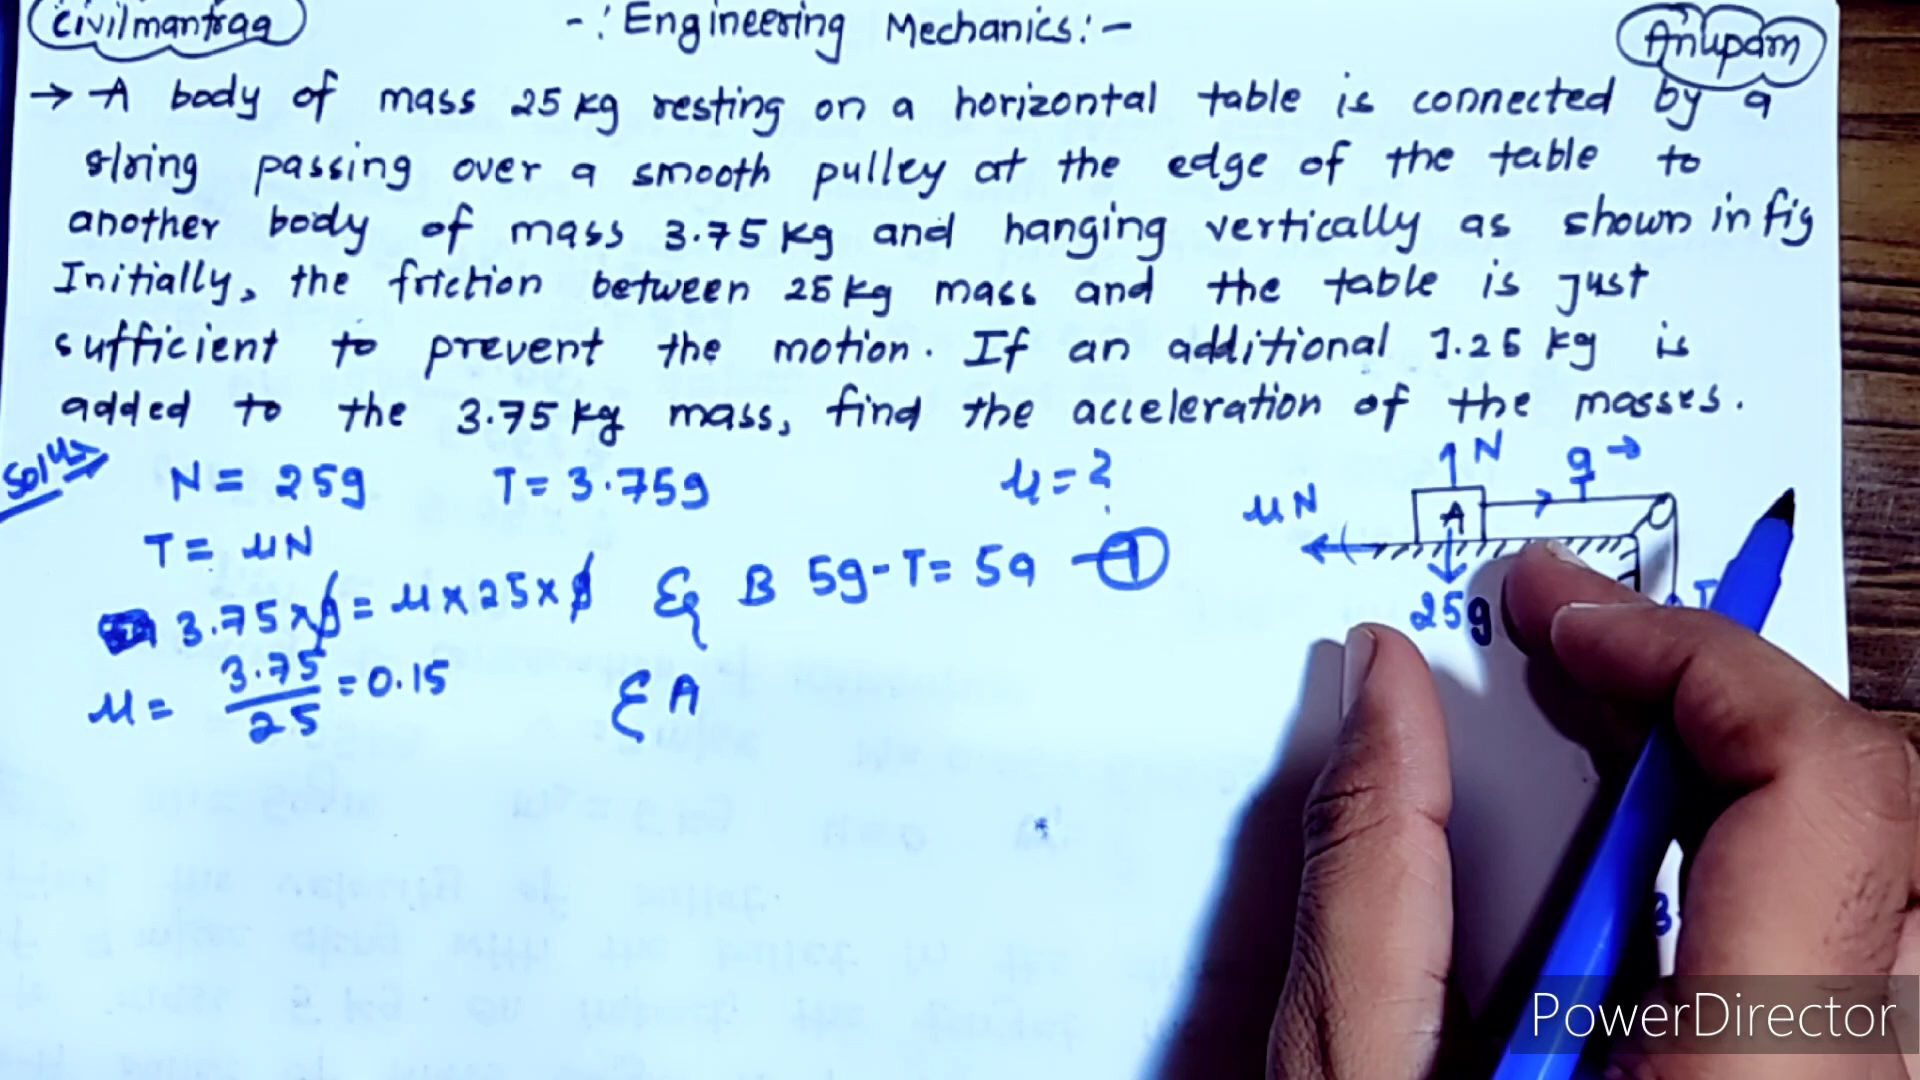 Civilmantraa
-:Engineering Mechanics:-
Anupam
→ A body of mass 25 kg resting on a horizontal table is connected by a
string passing over a smooth pulley at the edge of the table to
another body of mass 3.75 kg and hanging vertically as shown in fig
Initially, the friction between 25 kg mass and the table is just
sufficient to prevent the motion. If an additional 1.25 kg is
added to the 3.75 kg mass, find the acceleration of the masses.
Solⁿ
N = 25g T = 3.75g μ = ?
T = μN
3.75 × g = μ × 25 × g
μ = 3.75/25 = 0.15
ξ B 5g - T = 5a - ①
ξ A
N
a →
μN
A
T
25g
T
B
PowerDirector